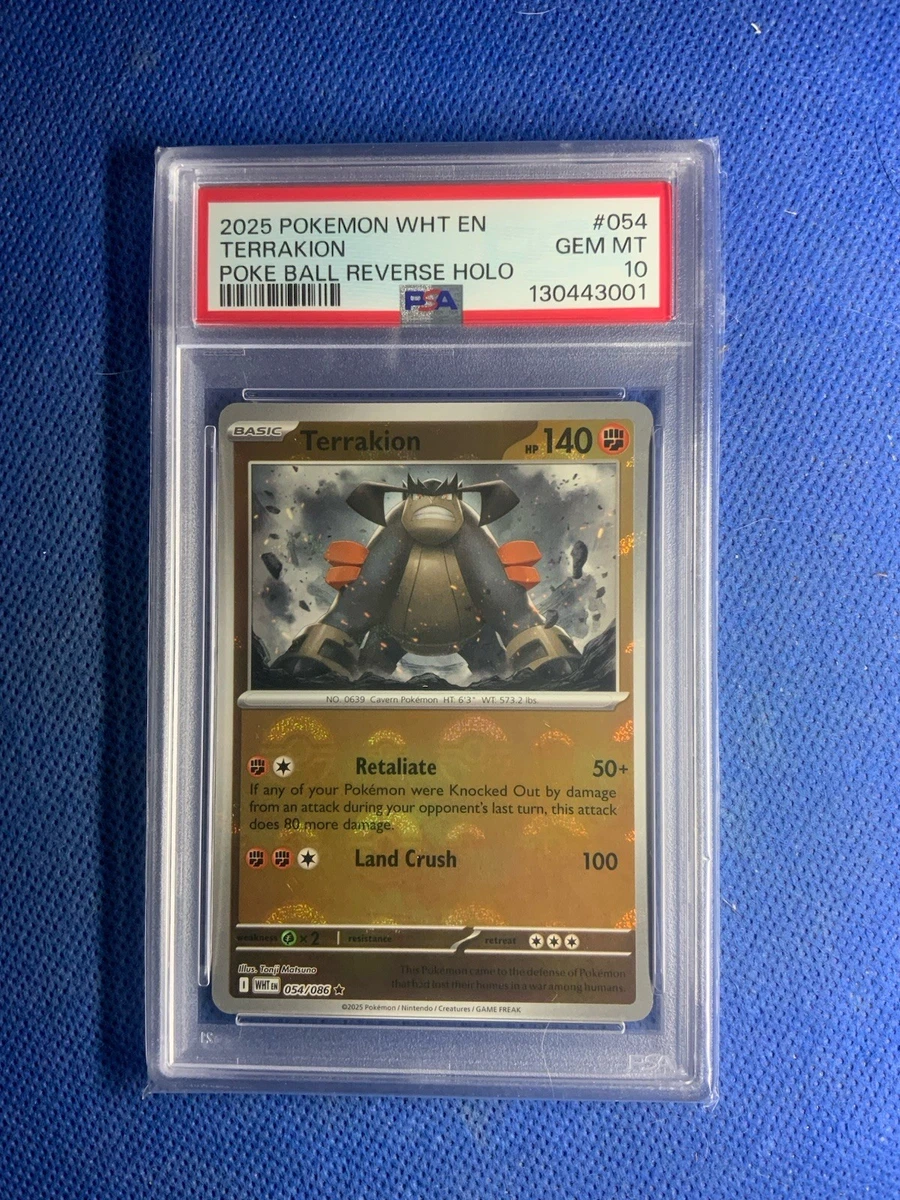 2025 POKEMON WHT EN #054
TERRAKION GEM MT
POKE BALL REVERSE HOLO 10
130443001
PSA
BASIC Terrakion HP 140
NO. 0639 Cavern Pokémon HT: 6'3" WT: 573.2 lbs.
Retaliate 50+
If any of your Pokémon were Knocked Out by damage
from an attack during your opponent's last turn, this attack
does 80 more damage.
Land Crush 100
weakness ×2 resistance retreat
Illus. Tonji Matsuno
This Pokémon came to the defense of Pokémon
that had lost their homes in a war among humans.
I WHT EN 054/086 ★
©2025 Pokémon / Nintendo / Creatures / GAME FREAK
PSA